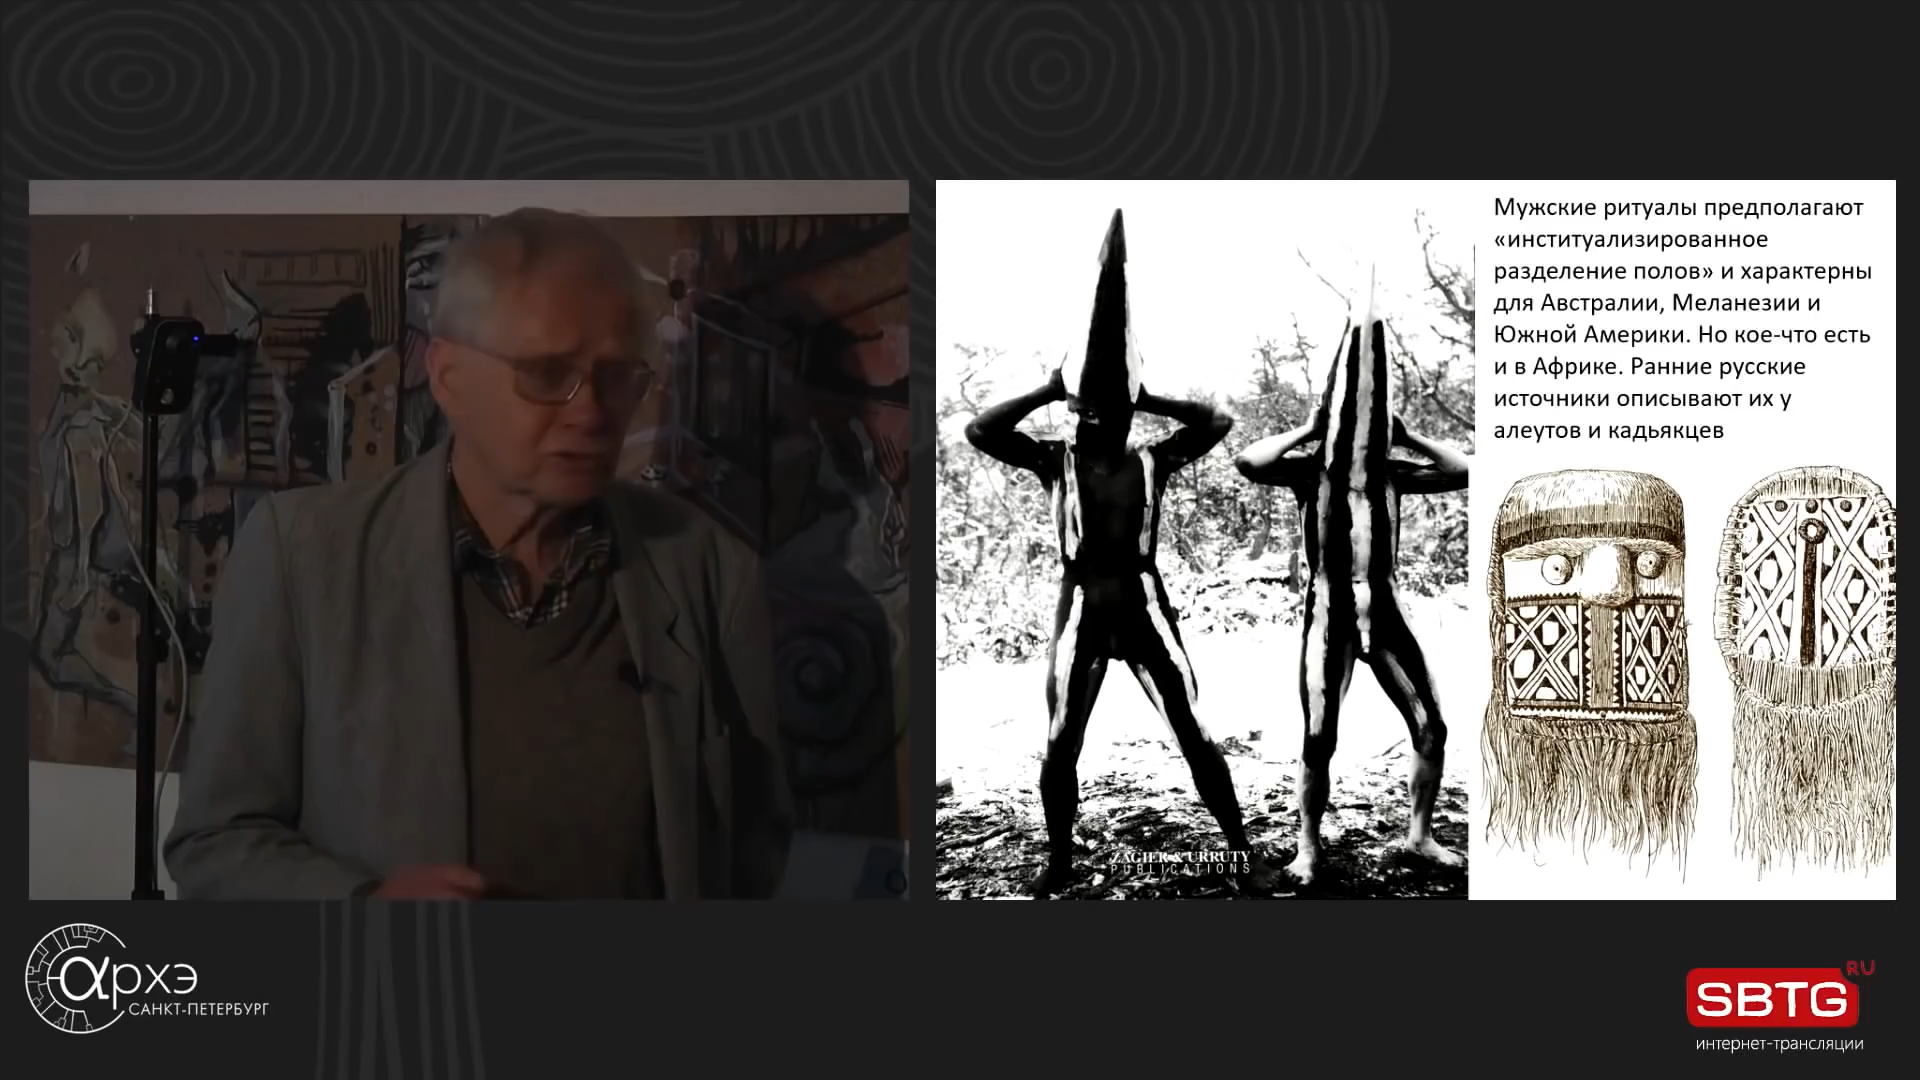 Мужские ритуалы предполагают
«институализированное
разделение полов» и характерны
для Австралии, Меланезии и
Южной Америки. Но кое-что есть
и в Африке. Ранние русские
источники описывают их у
алеутов и кадьякцев
ZAGIER & URRUTY
PUBLICATIONS
αрхэ
САНКТ-ПЕТЕРБУРГ
RU
SBTG
интернет-трансляции